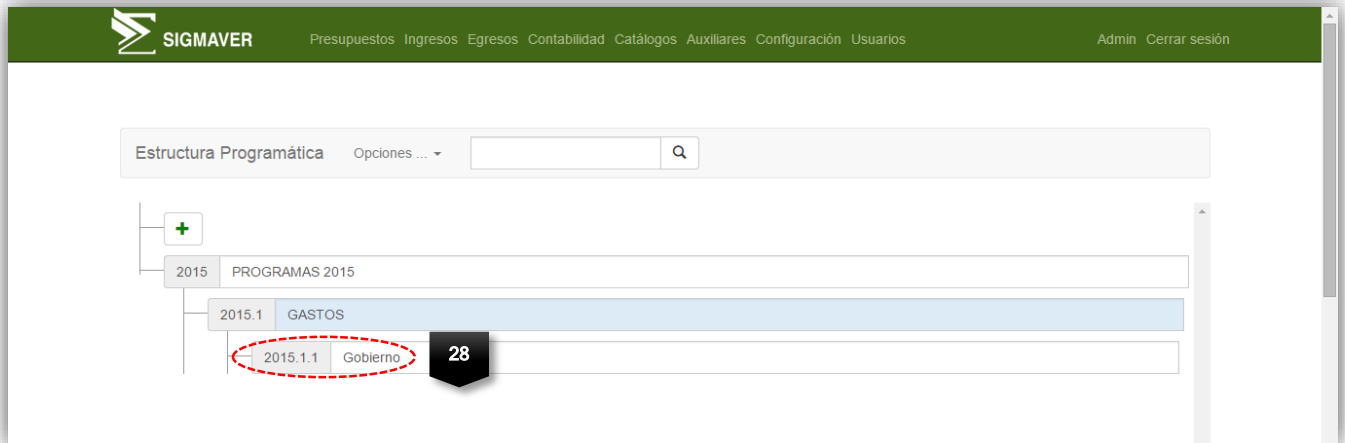 SIGMAVER Presupuestos Ingresos Egresos Contabilidad Catálogos Auxiliares Configuración Usuarios Admin Cerrar sesión
Estructura Programática Opciones ...
2015 PROGRAMAS 2015
2015.1 GASTOS
2015.1.1 Gobierno 28